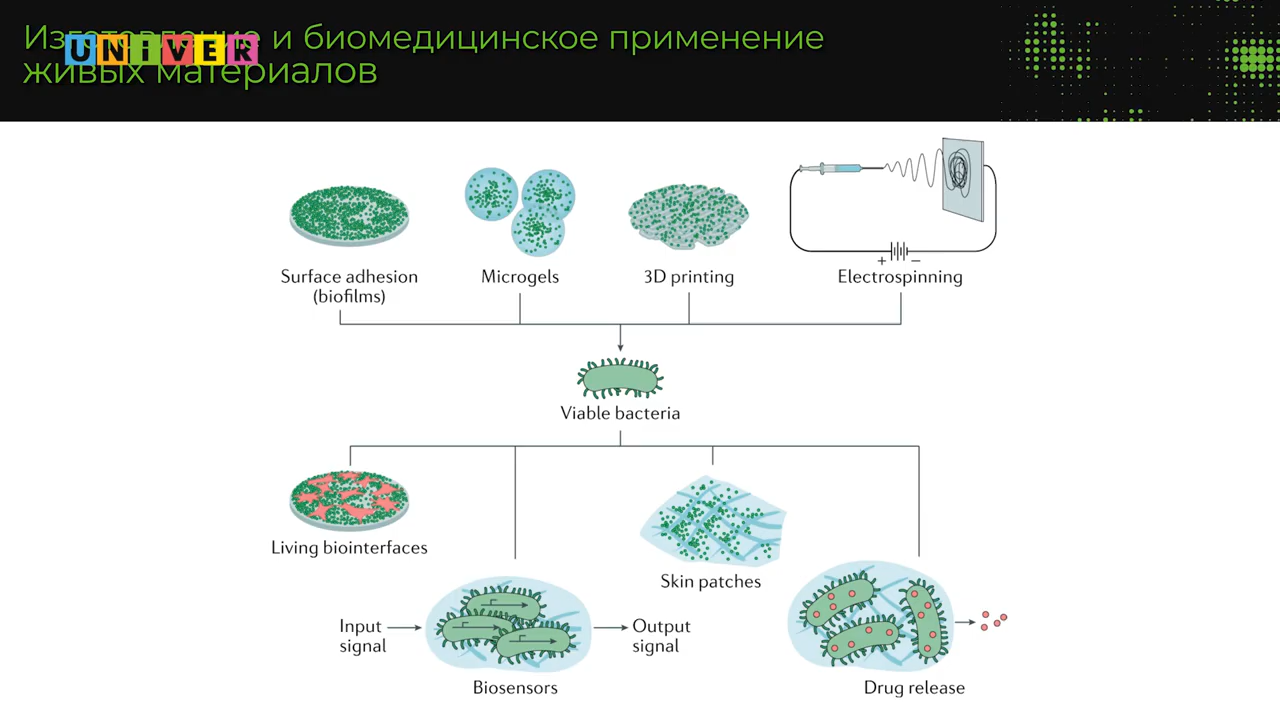 Изготовление и биомедицинское применение
живых материалов
UNIVER
Surface adhesion
(biofilms)
Microgels
3D printing
+ −
Electrospinning
Viable bacteria
Living biointerfaces
Skin patches
Input
signal
Output
signal
Biosensors
Drug release